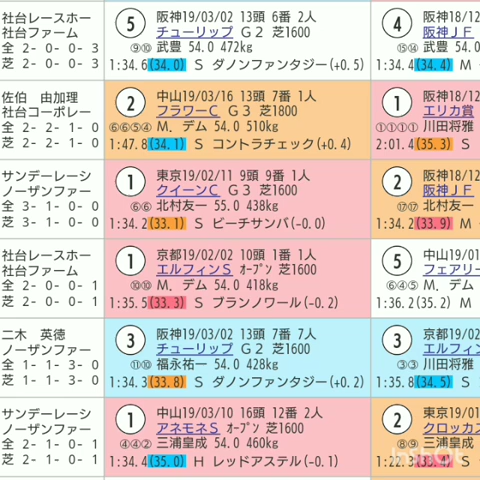 社台レースホー
社台ファーム
全 2- 0- 0- 3
芝 2- 0- 0- 3
5
阪神19/03/02 13頭 6番 2人
チューリップ G2 芝1600
⑨⑩ 武豊 54.0 472kg
1:34.6(34.0) S ダノンファンタジー(+0.5)
4
阪神18/12
阪神JF
⑮⑭ 武豊 54.
1:34.4(34.4) M
佐伯 由加理
社台コーポレー
全 2- 2- 1- 0
芝 2- 2- 1- 0
2
中山19/03/16 13頭 7番 1人
フラワーC G3 芝1800
⑥⑥⑤④ M．デム 54.0 510kg
1:47.8(34.1) S コントラチェック(+0.4)
1
阪神18/12
エリカ賞
①①①① 川田将雅
2:01.4(35.3) S
サンデーレーシ
ノーザンファー
全 3- 1- 0- 0
芝 3- 1- 0- 0
1
東京19/02/11 9頭 9番 1人
クイーンC G3 芝1600
⑥⑥ 北村友一 55.0 438kg
1:34.2(33.1) S ビーチサンバ(-0.0)
2
阪神18/12
阪神JF
⑰⑰ 北村友一
1:34.2(33.9) M
社台レースホー
社台ファーム
全 2- 0- 0- 1
芝 2- 0- 0- 1
1
京都19/02/02 10頭 1番 1人
エルフィンS オープン 芝1600
⑩⑩ M．デム 54.0 418kg
1:35.5(33.3) S ブランノワール(-0.2)
5
中山19/01
フェアリー
⑥④⑤ M．デム
1:36.2(35.2) M
二木 英徳
ノーザンファー
全 1- 1- 3- 0
芝 1- 1- 3- 0
3
阪神19/03/02 13頭 7番 7人
チューリップ G2 芝1600
⑪⑩ 福永祐一 54.0 428kg
1:34.3(33.8) S ダノンファンタジー(+0.2)
3
京都19/02
エルフィン
③③ 川田将雅
1:35.8(34.5) S
サンデーレーシ
ノーザンファー
全 2- 1- 0- 1
芝 2- 1- 0- 1
1
中山19/03/10 16頭 12番 2人
アネモネS オープン 芝1600
④④② 三浦皇成 54.0 460kg
1:34.4(35.0) H レッドアステル(-0.1)
2
東京19/01
クロッカス
⑧⑨ 三浦皇成
1:22.3(33.4) S